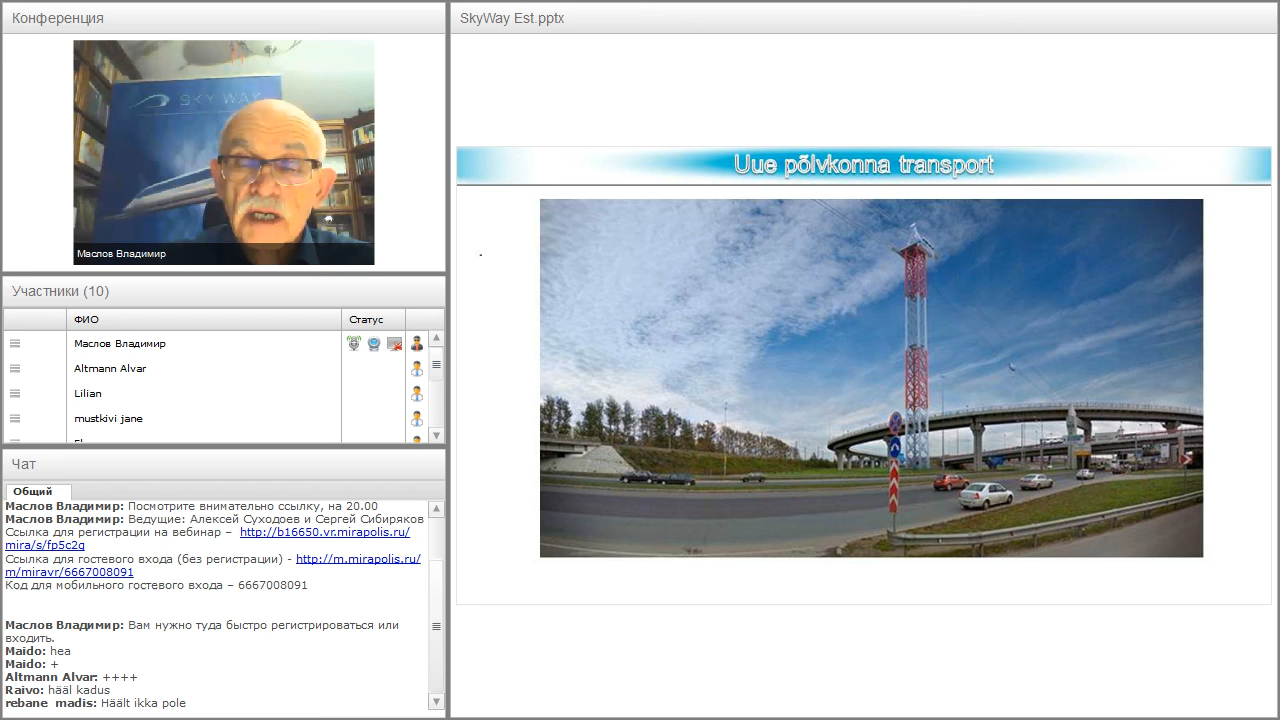 Конференция
SKY WAY
Маслов Владимир
Участники (10)
ФИО
Статус
Маслов Владимир
Altmann Alvar
Lilian
mustkivi jane
Чат
Общий
Маслов Владимир: Посмотрите внимательно ссылку, на 20.00
Маслов Владимир: Ведущие: Алексей Суходоев и Сергей Сибиряков
Ссылка для регистрации на вебинар – http://b16650.vr.mirapolis.ru/
mira/s/fp5c2q
Ссылка для гостевого входа (без регистрации) - http://m.mirapolis.ru/
m/miravr/6667008091
Код для мобильного гостевого входа – 6667008091
Маслов Владимир: Вам нужно туда быстро регистрироваться или
входить.
Maido: hea
Maido: +
Altmann Alvar: ++++
Raivo: hääl kadus
rebane madis: Häält ikka pole
SkyWay Est.pptx
Uue põlvkonna transport